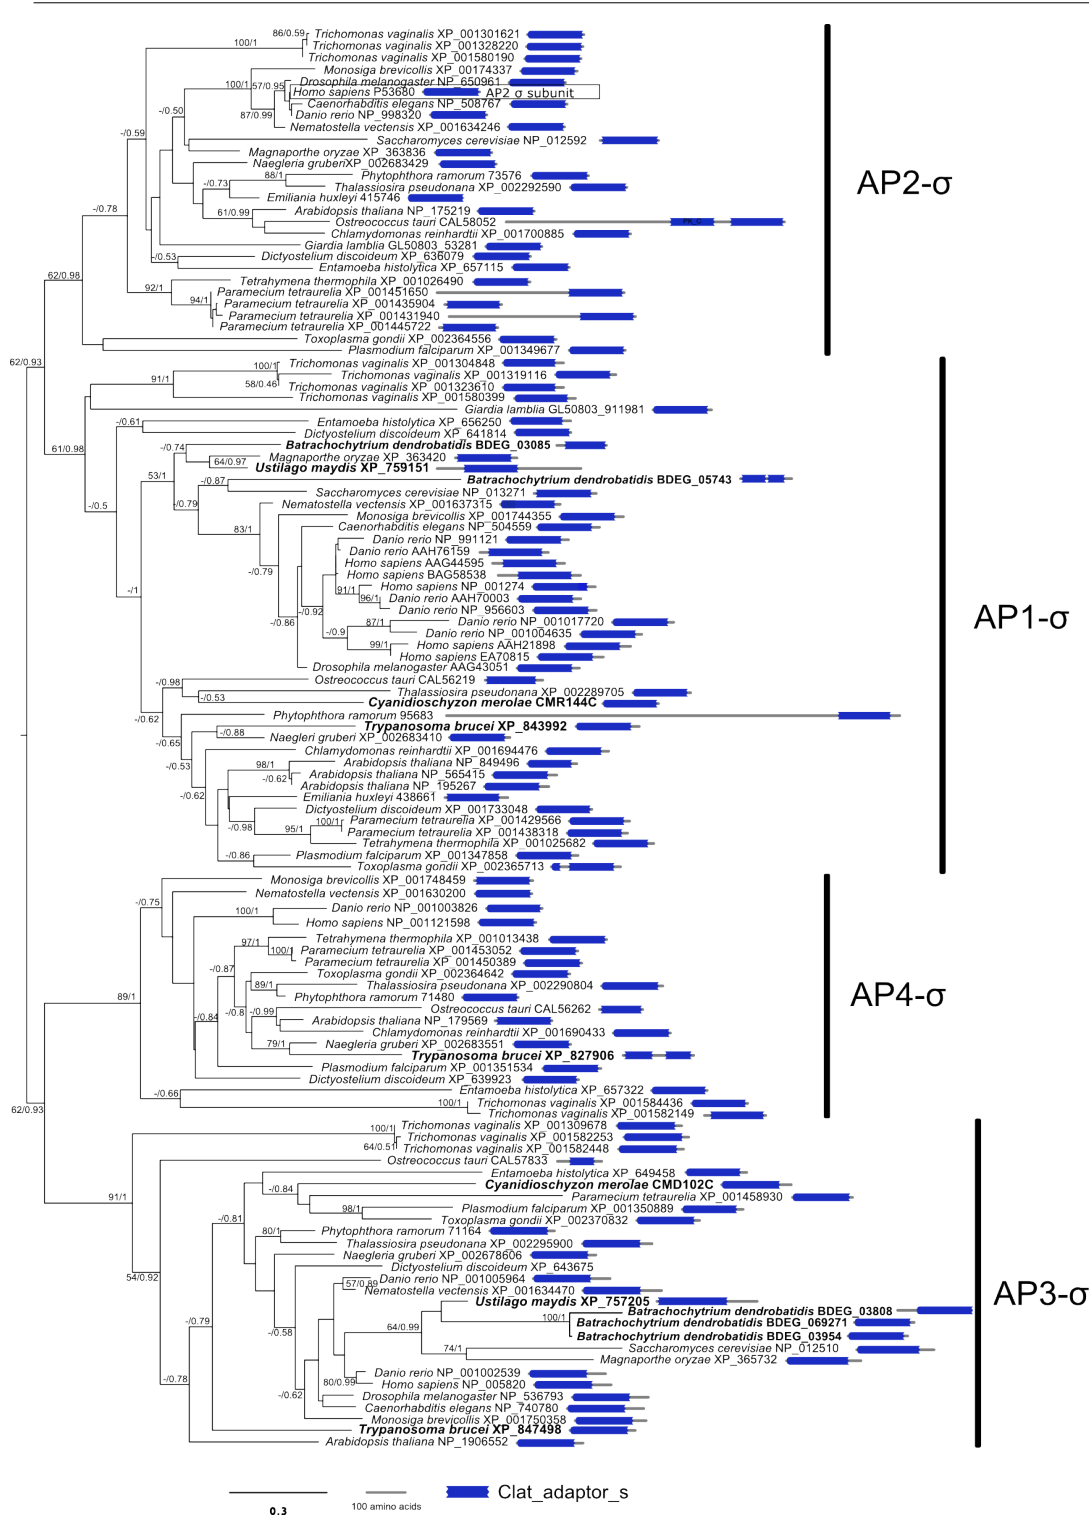 86/0.59
Trichomonas vaginalis XP_001301621
100/1
Trichomonas vaginalis XP_001328220
Trichomonas vaginalis XP_001580190
Monosiga brevicollis XP_00174337
Drosophila melanogaster NP_650961
100/1
57/0.95
Homo sapiens P53680
AP2 σ subunit
Caenorhabditis elegans NP_508767
-/0.50
87/0.99
Danio rerio NP_998320
Nematostella vectensis XP_001634246
-/0.59
Saccharomyces cerevisiae NP_012592
Magnaporthe oryzae XP_363836
Naegleria gruberiXP_002683429
88/1
Phytophthora ramorum 73576
-/0.73
Thalassiosira pseudonana XP_002292590
AP2-σ
Emiliania huxleyi 415746
-/0.78
61/0.99
Arabidopsis thaliana NP_175219
Ostreococcus tauri CAL58052
PK_C
Chlamydomonas reinhardtii XP_001700885
Giardia lamblia GL50803_53281
-/0.53
Dictyostelium discoideum XP_636079
Entamoeba histolytica XP_657115
62/0.98
Tetrahymena thermophila XP_001026490
92/1
Paramecium tetraurelia XP_001451650
94/1
Paramecium tetraurelia XP_001435904
Paramecium tetraurelia XP_001431940
Paramecium tetraurelia XP_001445722
Toxoplasma gondii XP_002364556
Plasmodium falciparum XP_001349677
62/0.93
Trichomonas vaginalis XP_001304848
100/1
Trichomonas vaginalis XP_001319116
91/1
58/0.46
Trichomonas vaginalis XP_001323610
Trichomonas vaginalis XP_001580399
Giardia lamblia GL50803_911981
-/0.61
Entamoeba histolytica XP_656250
Dictyostelium discoideum XP_641814
61/0.98
-/0.74
Batrachochytrium dendrobatidis BDEG_03085
Magnaporthe oryzae XP_363420
64/0.97
Ustilago maydis XP_759151
53/1
-/0.87
Batrachochytrium dendrobatidis BDEG_05743
Saccharomyces cerevisiae NP_013271
-/0.5
-/0.79
Nematostella vectensis XP_001637315
Monosiga brevicollis XP_001744355
83/1
Caenorhabditis elegans NP_504559
Danio rerio NP_991121
Danio rerio AAH76159
Homo sapiens AAG44595
-/0.79
Homo sapiens BAG58538
-/1
91/1
Homo sapiens NP_001274
96/1
Danio rerio AAH70003
-/0.92
Danio rerio NP_956603
-/0.86
87/1
Danio rerio NP_001017720
AP1-σ
-/0.9
Danio rerio NP_001004635
99/1
Homo sapiens AAH21898
Homo sapiens EA70815
Drosophila melanogaster AAG43051
-/0.98
Ostreococcus tauri CAL56219
Thalassiosira pseudonana XP_002289705
-/0.53
Cyanidioschyzon merolae CMR144C
-/0.62
Phytophthora ramorum 95683
-/0.88
Trypanosoma brucei XP_843992
-/0.65
Naegleri gruberi XP_002683410
-/0.53
Chlamydomonas reinhardtii XP_001694476
98/1
Arabidopsis thaliana NP_849496
-/0.62
Arabidopsis thaliana NP_565415
Arabidopsis thaliana NP_195267
-/0.62
Emiliania huxleyi 438661
Dictyostelium discoideum XP_001733048
-/0.98
100/1
Paramecium tetraurelia XP_001429566
95/1
Paramecium tetraurelia XP_001438318
Tetrahymena thermophila XP_001025682
-/0.86
Plasmodium falciparum XP_001347858
Toxoplasma gondii XP_002365713
Monosiga brevicollis XP_001748459
-/0.75
Nematostella vectensis XP_001630200
100/1
Danio rerio NP_001003826
Homo sapiens NP_001121598
97/1
Tetrahymena thermophila XP_001013438
100/1
Paramecium tetraurelia XP_001453052
Paramecium tetraurelia XP_001450389
-/0.87
Toxoplasma gondii XP_002364642
89/1
89/1
Thalassiosira pseudonana XP_002290804
AP4-σ
Phytophthora ramorum 71480
-/0.84
-/0.8
-/0.99
Ostreococcus tauri CAL56262
Arabidopsis thaliana NP_179569
Chlamydomonas reinhardtii XP_001690433
79/1
Naegleria gruberi XP_002683551
Trypanosoma brucei XP_827906
Plasmodium falciparum XP_001351534
Dictyostelium discoideum XP_639923
-/0.66
Entamoeba histolytica XP_657322
62/0.93
100/1
Trichomonas vaginalis XP_001584436
Trichomonas vaginalis XP_001582149
100/1
Trichomonas vaginalis XP_001309678
Trichomonas vaginalis XP_001582253
64/0.51
Trichomonas vaginalis XP_001582448
Ostreococcus tauri CAL57833
Entamoeba histolytica XP_649458
91/1
-/0.84
Cyanidioschyzon merolae CMD102C
Paramecium tetraurelia XP_001458930
98/1
Plasmodium falciparum XP_001350889
-/0.81
Toxoplasma gondii XP_002370832
80/1
Phytophthora ramorum 71164
Thalassiosira pseudonana XP_002295900
Naegleria gruberi XP_002678606
54/0.92
Dictyostelium discoideum XP_643675
57/0.89
Danio rerio NP_001005964
Nematostella vectensis XP_001634470
AP3-σ
Ustilago maydis XP_757205
-/0.79
64/0.99
100/1
Batrachochytrium dendrobatidis BDEG_03808
Batrachochytrium dendrobatidis BDEG_069271
-/0.58
Batrachochytrium dendrobatidis BDEG_03954
74/1
Saccharomyces cerevisiae NP_012510
Magnaporthe oryzae XP_365732
-/0.78
80/0.99
Danio rerio NP_001002539
Homo sapiens NP_005820
-/0.62
Drosophila melanogaster NP_536793
Caenorhabditis elegans NP_740780
Monosiga brevicollis XP_001750358
Trypanosoma brucei XP_847498
Arabidopsis thaliana NP_1906552
0.3
100 amino acids
Clat_adaptor_s